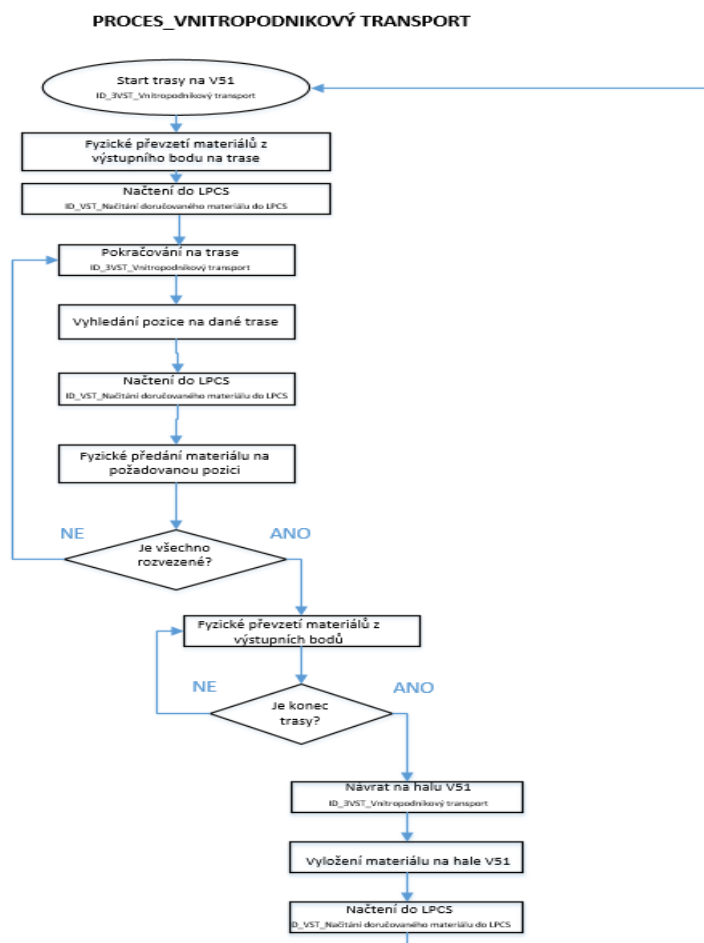 PROCES_VNITROPODNIKOVÝ TRANSPORT
Start trasy na V51
ID_3VST_Vnitropodnikový transport
Fyzické převzetí materiálů z
výstupního bodu na trase
Načtení do LPCS
ID_VST_Načítání doručovaného materiálu do LPCS
Pokračování na trase
ID_3VST_Vnitropodnikový transport
Vyhledání pozice na dané trase
Načtení do LPCS
ID_VST_Načítání doručovaného materiálu do LPCS
Fyzické předání materiálu na
požadovanou pozici
NE
ANO
Je všechno
rozvezené?
Fyzické převzetí materiálů z
výstupních bodů
NE
ANO
Je konec
trasy?
Návrat na halu V51
ID_3VST_Vnitropodnikový transport
Vyložení materiálu na hale V51
Načtení do LPCS
D_VST_Načítání doručovaného materiálu do LPCS